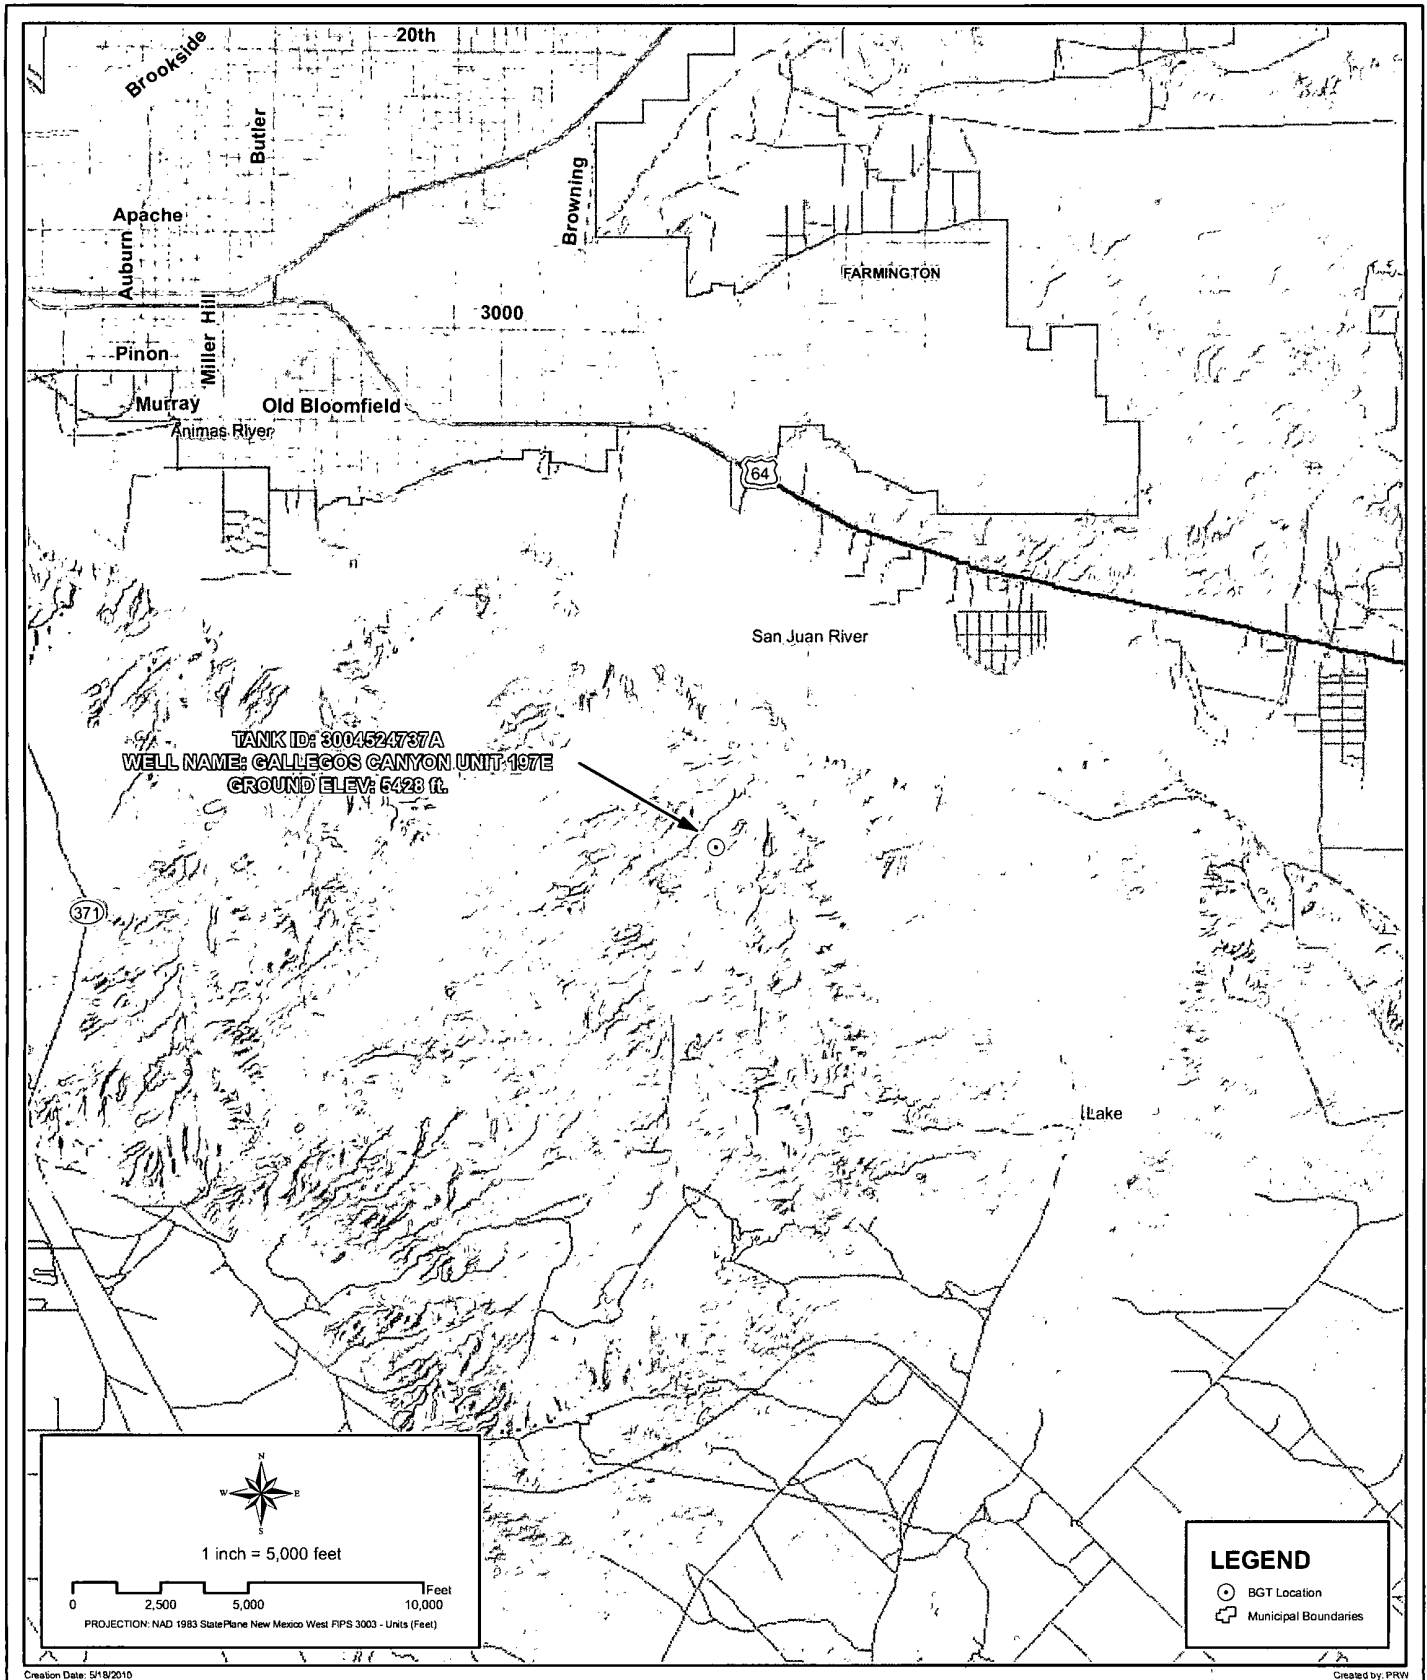 20th
Brookside
Butler
Browning
Apache
Auburn
FARMINGTON
Miller Hill
3000
Pinon
Murray
Old Bloomfield
Animas River
64
San Juan River
TANK ID: 3004524737A
WELL NAME: GALLEGOS CANYON UNIT 197E
GROUND ELEV: 5428 ft.
371
Lake
N
W E
S
1 inch = 5,000 feet
Feet
0 2,500 5,000 10,000
PROJECTION: NAD 1983 StatePlane New Mexico West FIPS 3003 - Units (Feet)
LEGEND
BGT Location
Municipal Boundaries
Creation Date: 5/18/2010
Created by: PRW